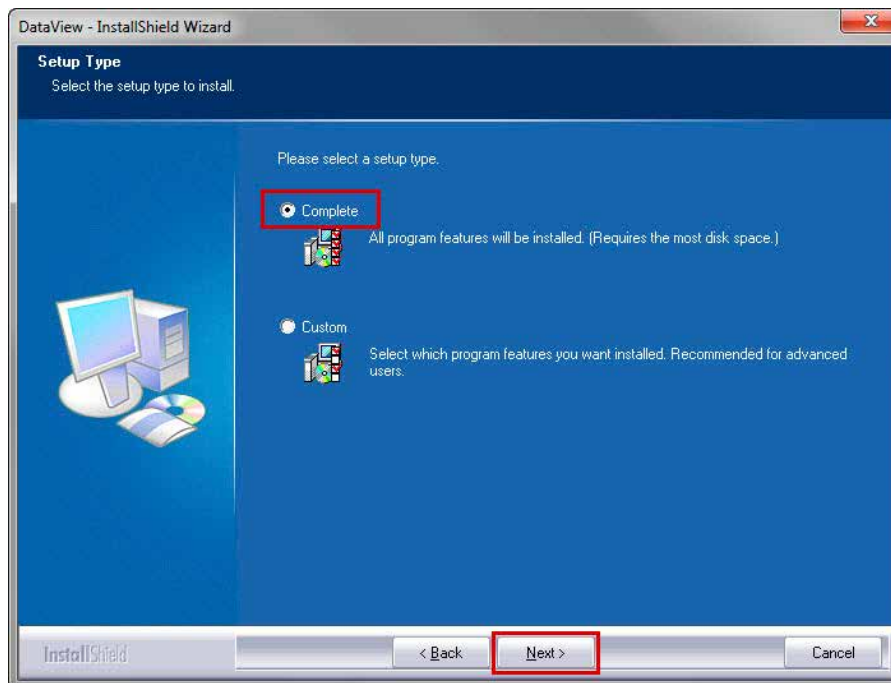 DataView - InstallShield Wizard
Setup Type
Select the setup type to install.
Please select a setup type.
Complete
All program features will be installed. (Requires the most disk space.)
Custom
Select which program features you want installed. Recommended for advanced
users.
InstallShield
< Back
Next >
Cancel